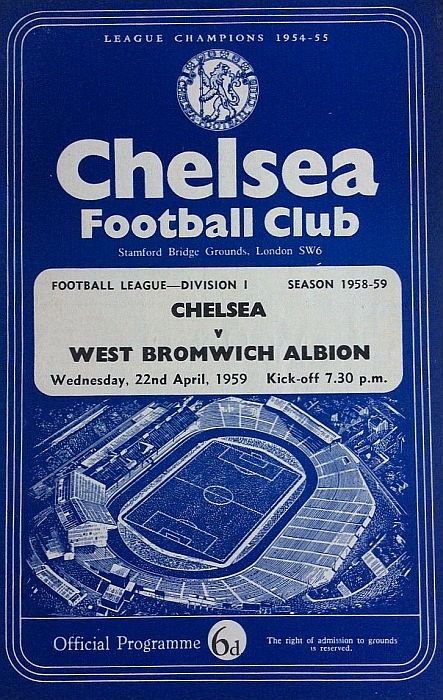 LEAGUE CHAMPIONS 1954-55
Chelsea
Football Club
Stamford Bridge Grounds, London SW6
FOOTBALL LEAGUE—DIVISION I SEASON 1958-59
CHELSEA
v
WEST BROMWICH ALBION
Wednesday, 22nd April, 1959 Kick-off 7.30 p.m.
Official Programme 6d The right of admission to grounds
is reserved.